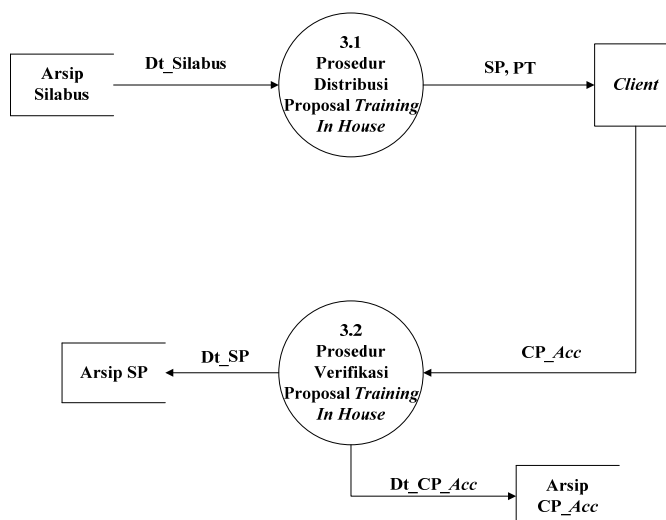 Arsip
Silabus
Dt_Silabus
3.1
Prosedur
Distribusi
Proposal Training
In House
SP, PT
Client
Arsip SP
Dt_SP
3.2
Prosedur
Verifikasi
Proposal Training
In House
CP_Acc
Dt_CP_Acc
Arsip
CP_Acc